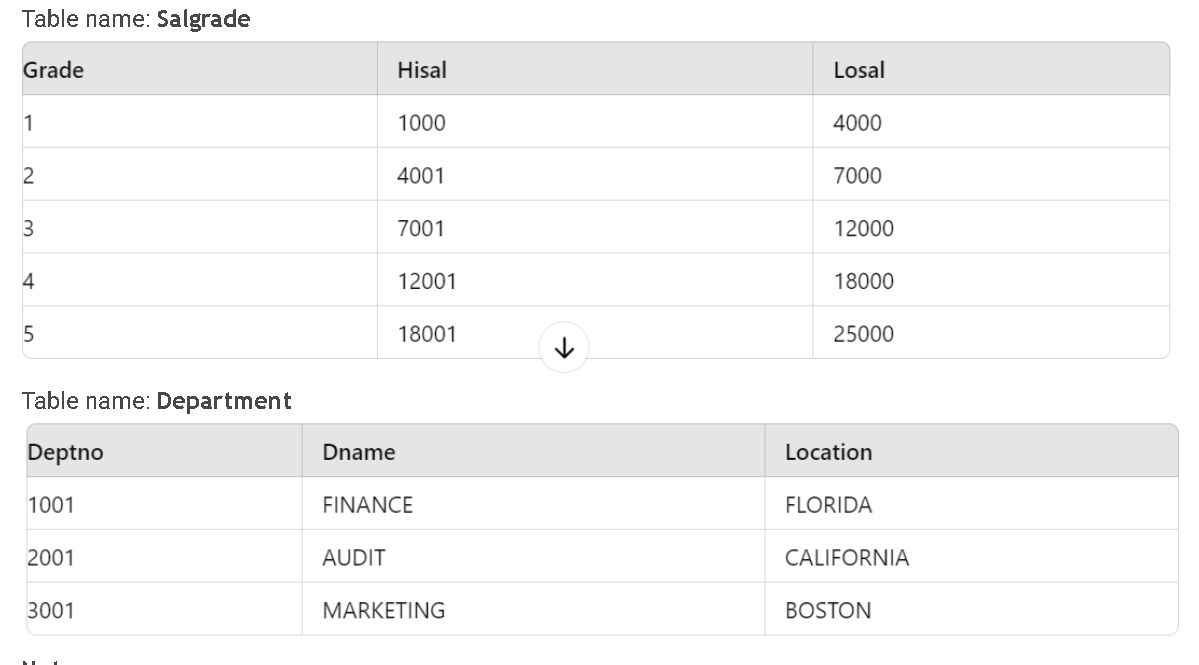 Table name: Salgrade
Grade Hisal Losal
1 1000 4000
2 4001 7000
3 7001 12000
4 12001 18000
5 18001 25000
Table name: Department
Deptno Dname Location
1001 FINANCE FLORIDA
2001 AUDIT CALIFORNIA
3001 MARKETING BOSTON